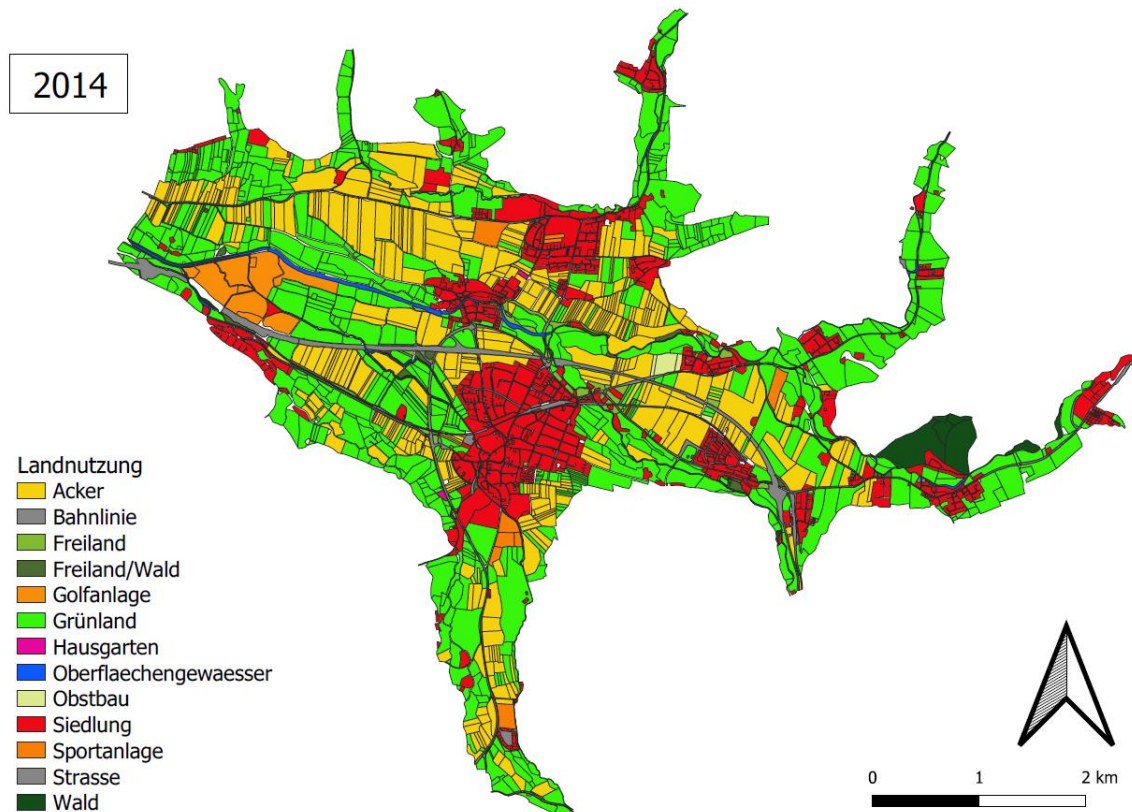 2014
Landnutzung
Acker
Bahnlinie
Freiland
Freiland/Wald
Golfanlage
Grünland
Hausgarten
Oberflaechengewaesser
Obstbau
Siedlung
Sportanlage
Strasse
Wald
0 1 2 km